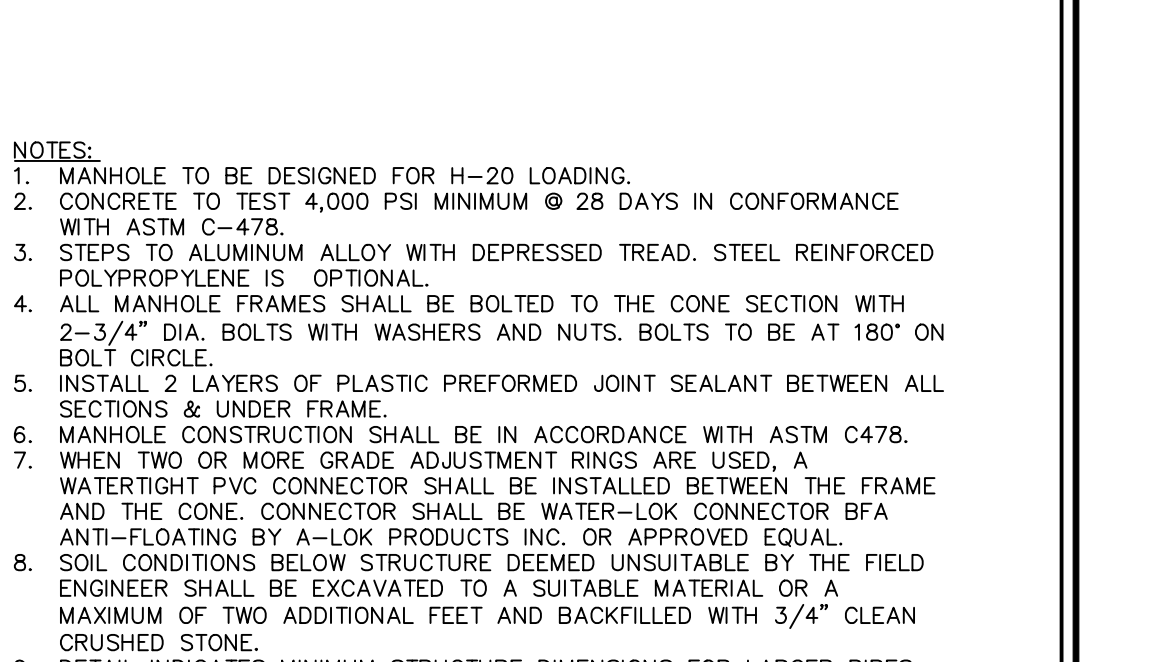 NOTES:
1. MANHOLE TO BE DESIGNED FOR H-20 LOADING.
2. CONCRETE TO TEST 4,000 PSI MINIMUM @ 28 DAYS IN CONFORMANCE
WITH ASTM C-478.
3. STEPS TO ALUMINUM ALLOY WITH DEPRESSED TREAD. STEEL REINFORCED
POLYPROPYLENE IS OPTIONAL.
4. ALL MANHOLE FRAMES SHALL BE BOLTED TO THE CONE SECTION WITH
2-3/4" DIA. BOLTS WITH WASHERS AND NUTS. BOLTS TO BE AT 180° ON
BOLT CIRCLE.
5. INSTALL 2 LAYERS OF PLASTIC PREFORMED JOINT SEALANT BETWEEN ALL
SECTIONS & UNDER FRAME.
6. MANHOLE CONSTRUCTION SHALL BE IN ACCORDANCE WITH ASTM C478.
7. WHEN TWO OR MORE GRADE ADJUSTMENT RINGS ARE USED, A
WATERTIGHT PVC CONNECTOR SHALL BE INSTALLED BETWEEN THE FRAME
AND THE CONE. CONNECTOR SHALL BE WATER-LOK CONNECTOR BFA
ANTI-FLOATING BY A-LOK PRODUCTS INC. OR APPROVED EQUAL.
8. SOIL CONDITIONS BELOW STRUCTURE DEEMED UNSUITABLE BY THE FIELD
ENGINEER SHALL BE EXCAVATED TO A SUITABLE MATERIAL OR A
MAXIMUM OF TWO ADDITIONAL FEET AND BACKFILLED WITH 3/4" CLEAN
CRUSHED STONE.